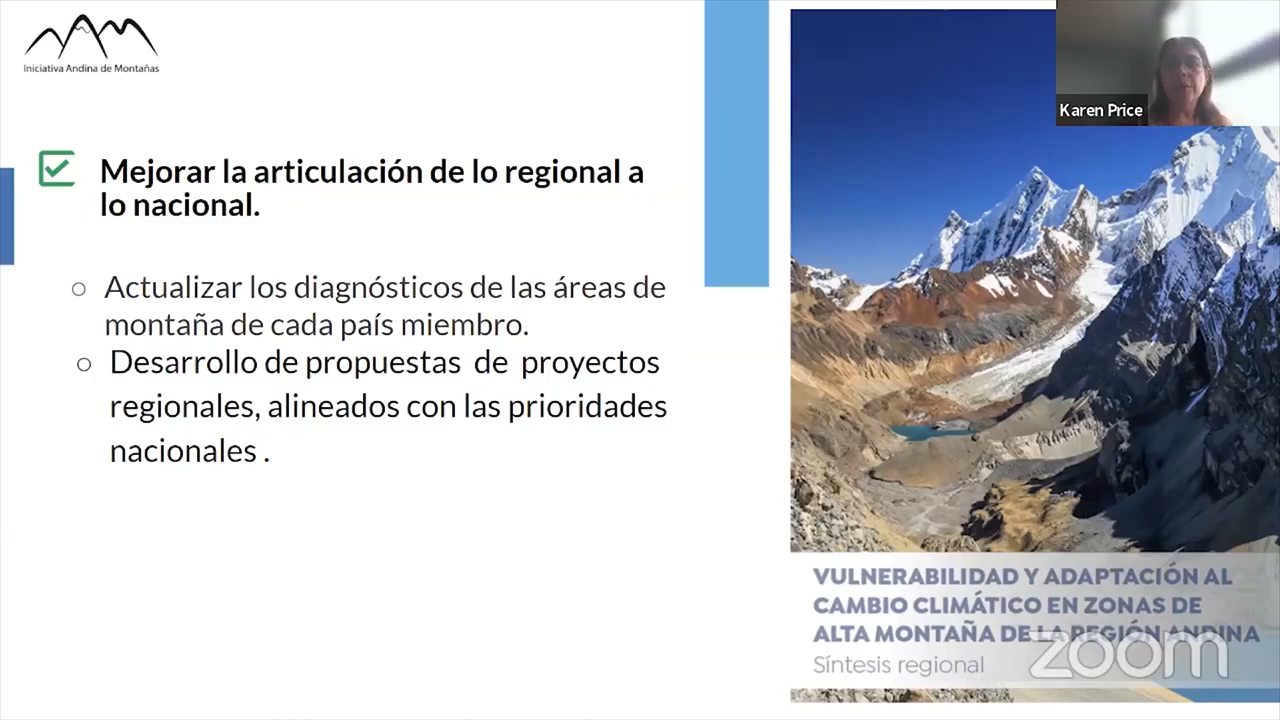 Iniciativa Andina de Montañas
Karen Price
Mejorar la articulación de lo regional a
lo nacional.
○ Actualizar los diagnósticos de las áreas de
montaña de cada país miembro.
○ Desarrollo de propuestas de proyectos
regionales, alineados con las prioridades
nacionales .
VULNERABILIDAD Y ADAPTACIÓN AL
CAMBIO CLIMÁTICO EN ZONAS DE
ALTA MONTAÑA DE LA REGIÓN ANDINA
Síntesis regional
zoom